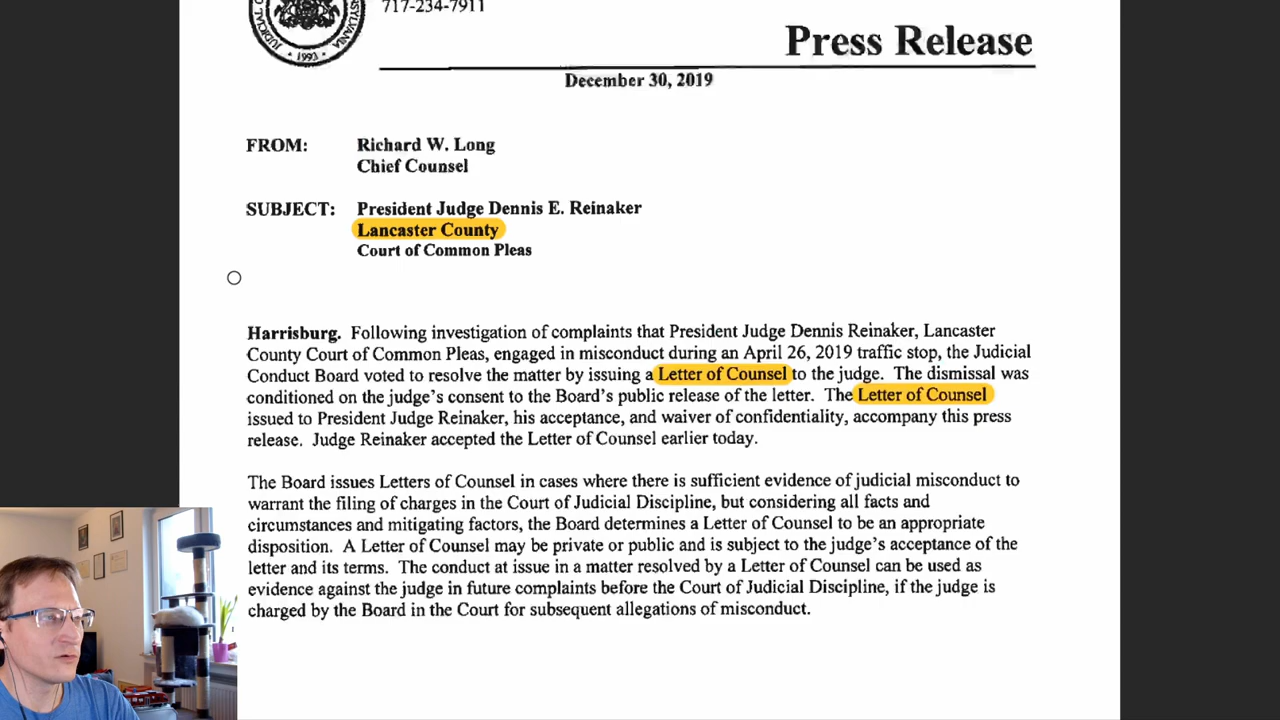 717-234-7911
Press Release
December 30, 2019
FROM: Richard W. Long
Chief Counsel
SUBJECT: President Judge Dennis E. Reinaker
Lancaster County
Court of Common Pleas
Harrisburg. Following investigation of complaints that President Judge Dennis Reinaker, Lancaster
County Court of Common Pleas, engaged in misconduct during an April 26, 2019 traffic stop, the Judicial
Conduct Board voted to resolve the matter by issuing a Letter of Counsel to the judge. The dismissal was
conditioned on the judge's consent to the Board's public release of the letter. The Letter of Counsel
issued to President Judge Reinaker, his acceptance, and waiver of confidentiality, accompany this press
release. Judge Reinaker accepted the Letter of Counsel earlier today.
The Board issues Letters of Counsel in cases where there is sufficient evidence of judicial misconduct to
warrant the filing of charges in the Court of Judicial Discipline, but considering all facts and
circumstances and mitigating factors, the Board determines a Letter of Counsel to be an appropriate
disposition. A Letter of Counsel may be private or public and is subject to the judge's acceptance of the
letter and its terms. The conduct at issue in a matter resolved by a Letter of Counsel can be used as
evidence against the judge in future complaints before the Court of Judicial Discipline, if the judge is
charged by the Board in the Court for subsequent allegations of misconduct.
JUDICIAL
1993